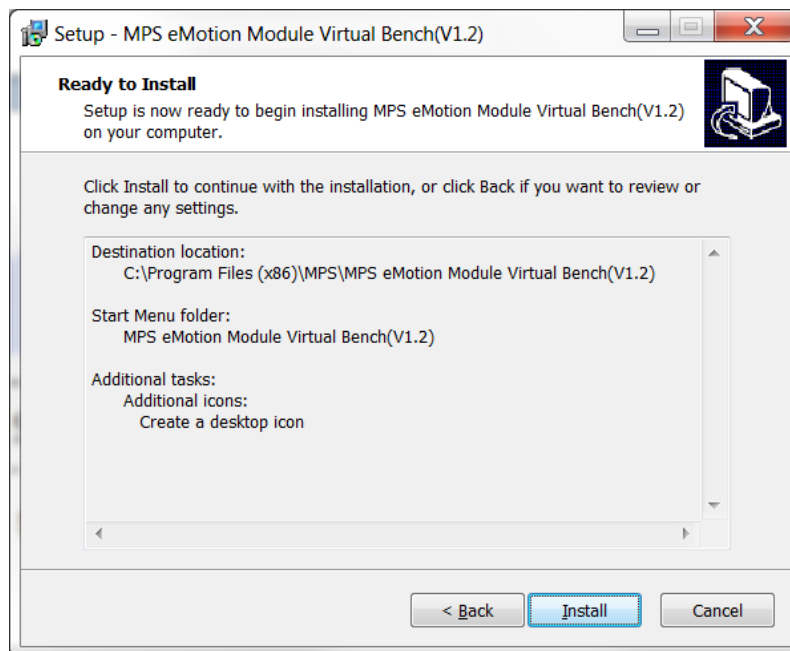 Setup - MPS eMotion Module Virtual Bench(V1.2)
Ready to Install
Setup is now ready to begin installing MPS eMotion Module Virtual Bench(V1.2)
on your computer.
Click Install to continue with the installation, or click Back if you want to review or
change any settings.
Destination location:
C:\Program Files (x86)\MPS\MPS eMotion Module Virtual Bench(V1.2)
Start Menu folder:
MPS eMotion Module Virtual Bench(V1.2)
Additional tasks:
Additional icons:
Create a desktop icon
< Back Install Cancel